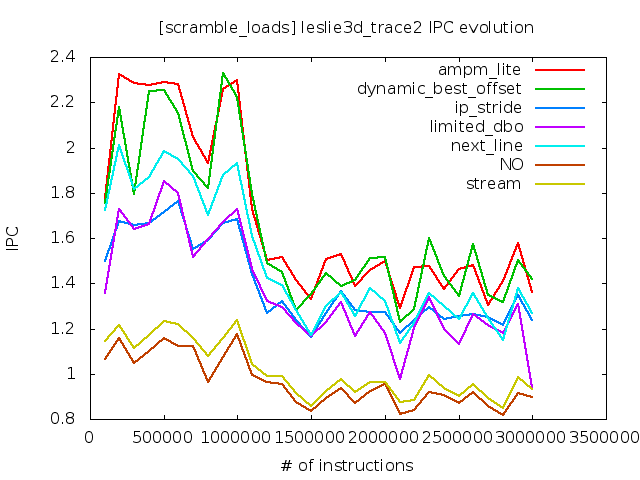 [scramble_loads] leslie3d_trace2 IPC evolution
2.4
2.2
2
1.8
1.6
1.4
1.2
1
0.8
IPC
ampm_lite
dynamic_best_offset
ip_stride
limited_dbo
next_line
NO
stream
0 500000 1000000 1500000 2000000 2500000 3000000 3500000
# of instructions